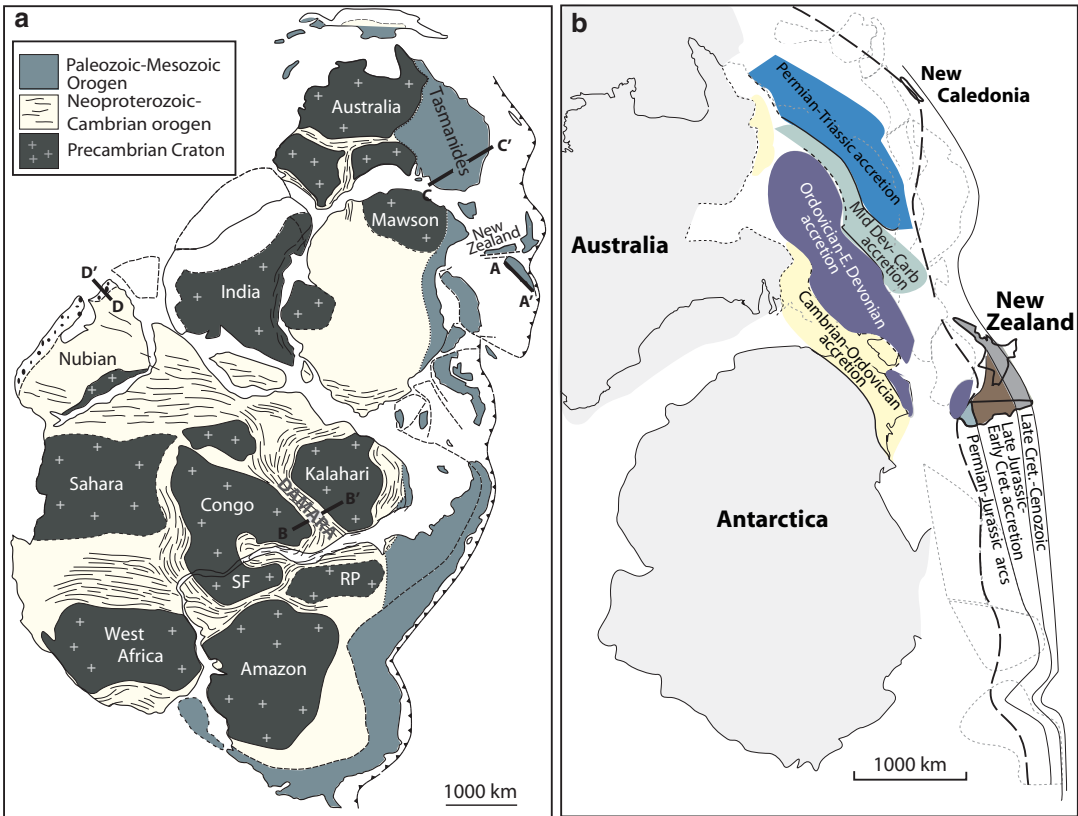 a
Paleozoic-Mesozoic
Orogen
Neoproterozoic-
Cambrian orogen
Precambrian Craton
Australia
Tasmanides
C'
C
Mawson
New
Zealand
A
A'
India
D'
D
Nubian
Sahara
Congo
Kalahari
DAMARA
B'
B
SF
RP
West
Africa
Amazon
1000 km
b
New
Caledonia
Permian-Triassic accretion
Mid Dev- Carb
accretion
Ordovician-E. Devonian
accretion
Australia
Cambrian-Ordovician
accretion
New
Zealand
Antarctica
Late Cret.-Cenozoic
Late Jurassic-
Early Cret. accretion
Permian-Jurassic arcs
1000 km